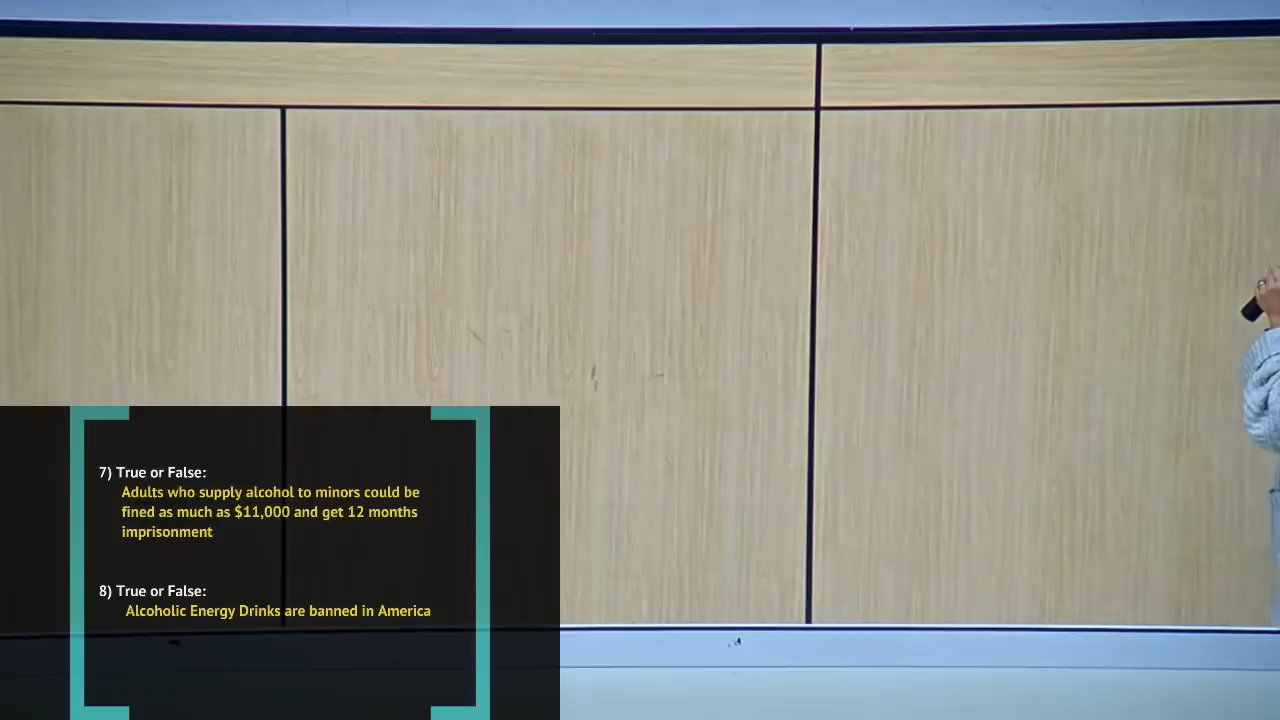 7) True or False:
Adults who supply alcohol to minors could be
fined as much as $11,000 and get 12 months
imprisonment
8) True or False:
Alcoholic Energy Drinks are banned in America